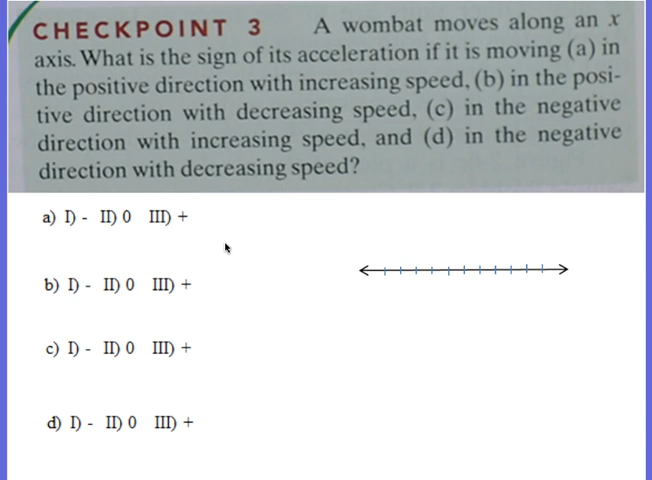 CHECKPOINT 3 A wombat moves along an x
axis. What is the sign of its acceleration if it is moving (a) in
the positive direction with increasing speed, (b) in the posi-
tive direction with decreasing speed, (c) in the negative
direction with increasing speed, and (d) in the negative
direction with decreasing speed?
a) I) - II) 0 III) +
b) I) - II) 0 III) +
c) I) - II) 0 III) +
d) I) - II) 0 III) +